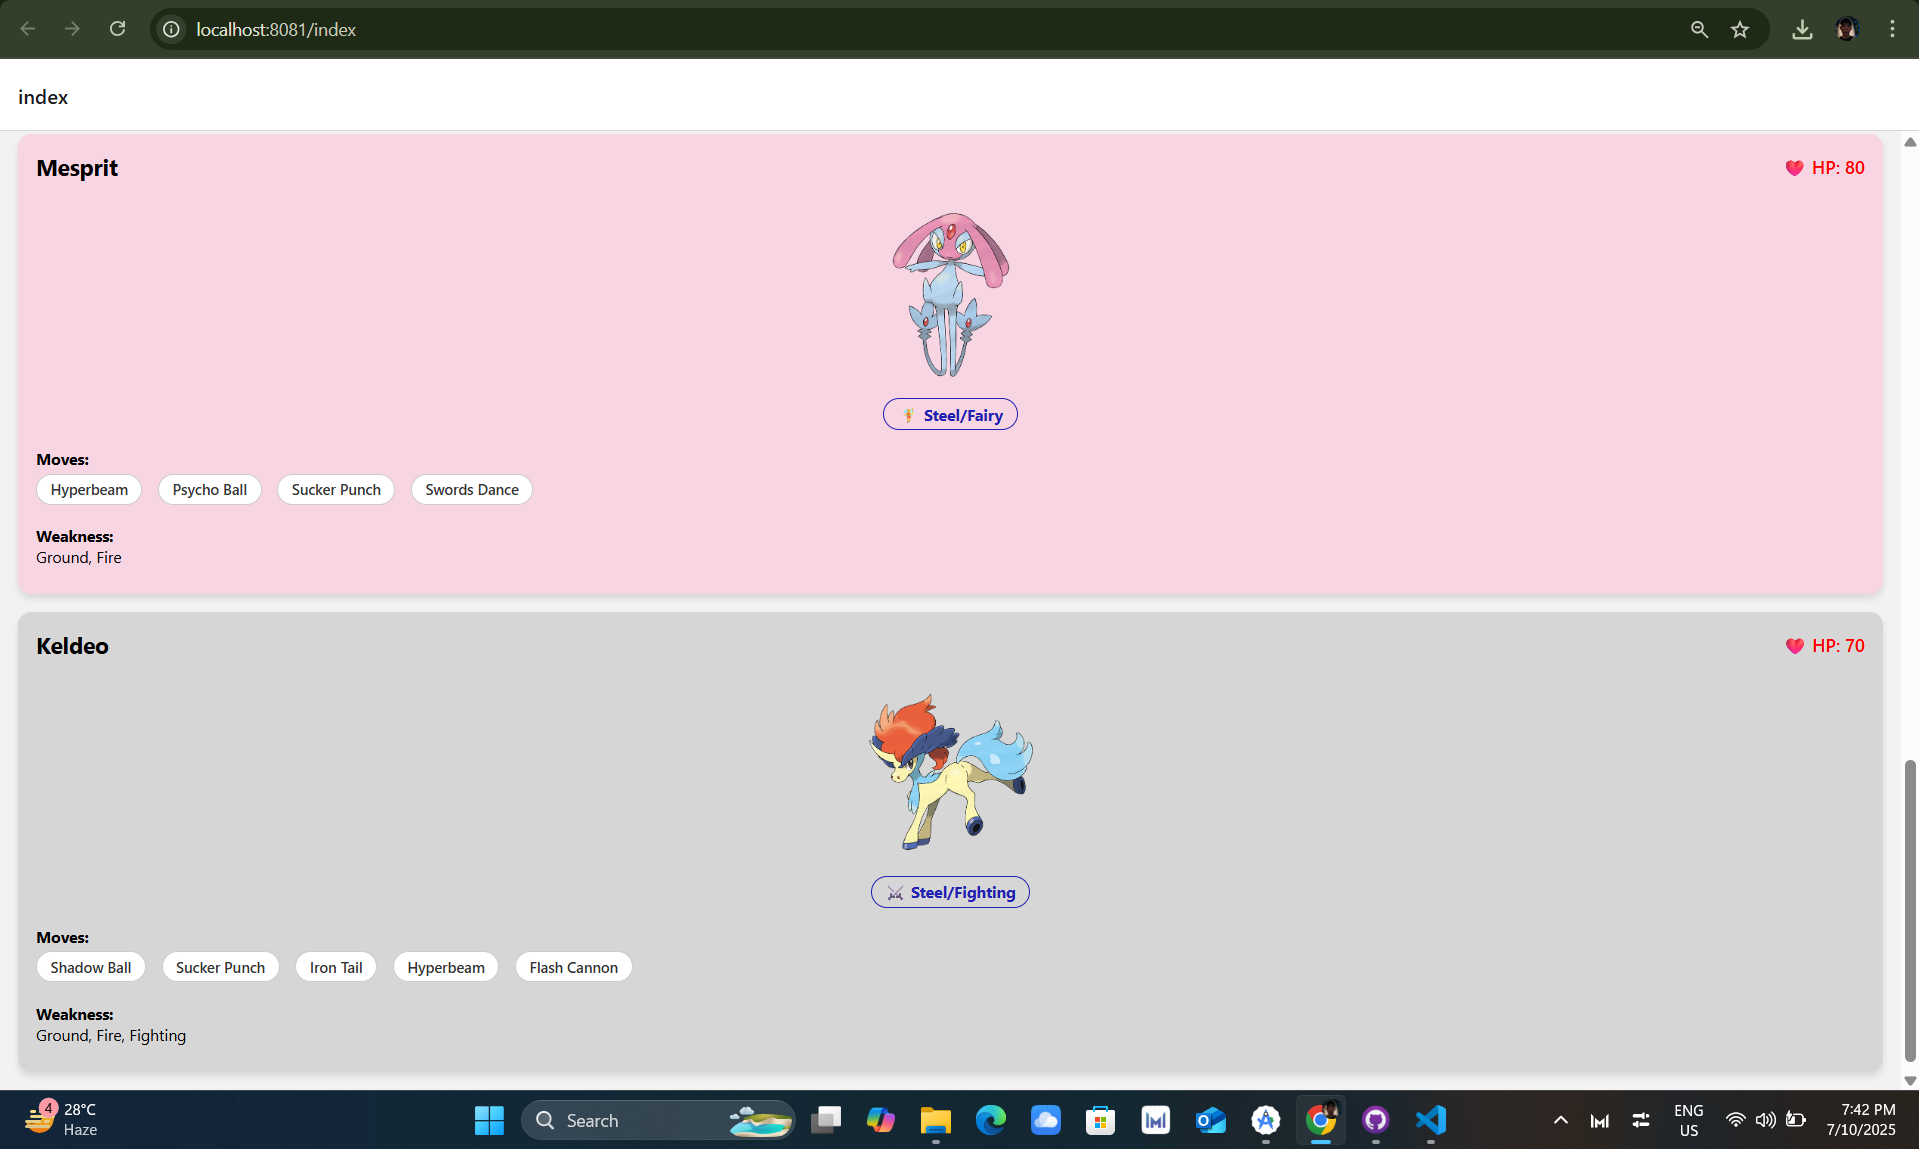 localhost:8081/index
index
Mesprit
HP: 80
Steel/Fairy
Moves:
Hyperbeam Psycho Ball Sucker Punch Swords Dance
Weakness:
Ground, Fire
Keldeo
HP: 70
Steel/Fighting
Moves:
Shadow Ball Sucker Punch Iron Tail Hyperbeam Flash Cannon
Weakness:
Ground, Fire, Fighting
4
28°C
Haze
Search
ENG
US
7:42 PM
7/10/2025